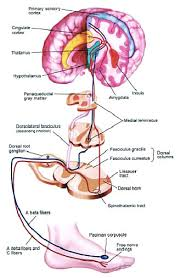 Primary sensory
cortex
Cingulate
cortex
Thalamus
Hypothalamus
Insula
Amygdala
Periaqueductal
gray matter
Medial lemniscus
Dorsolateral fasciculus
(descending efferent)
Dorsal root
ganglion
Fasciculus gracilis
Fasciculus cuneatus
Dorsal
columns
Lissauer
tract
Dorsal horn
Spinothalamic tract
A beta fibers
Pacinian corpuscle
A delta fibers and
C fibers
Free nerve
endings